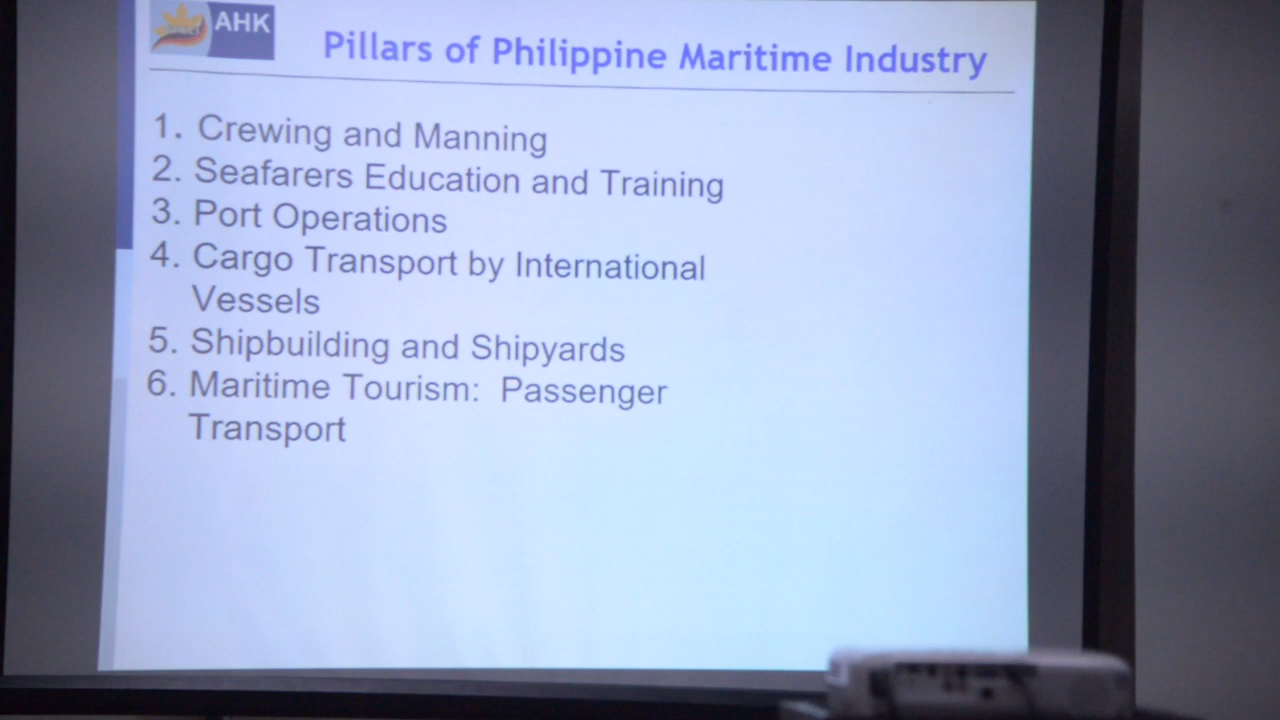 AHK
Pillars of Philippine Maritime Industry
1. Crewing and Manning
2. Seafarers Education and Training
3. Port Operations
4. Cargo Transport by International
Vessels
5. Shipbuilding and Shipyards
6. Maritime Tourism: Passenger
Transport